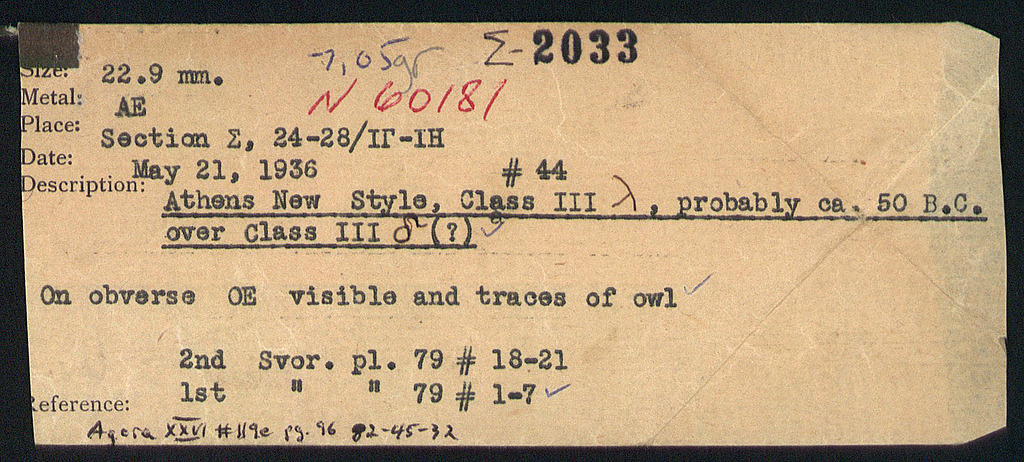 7,05gr Σ-2033
Size: 22.9 mm.
N 60181
Metal: AE
Place: Section Σ, 24-28/ΙΓ-ΙΗ
Date: May 21, 1936 # 44
Description: Athens New Style, Class III λ, probably ca. 50 B.C.
over Class III δ (?)
On obverse OE visible and traces of owl
2nd Svor. pl. 79 # 18-21
1st " " 79 # 1-7
Reference:
Agora XXVI #119e pg. 96 82-45-32